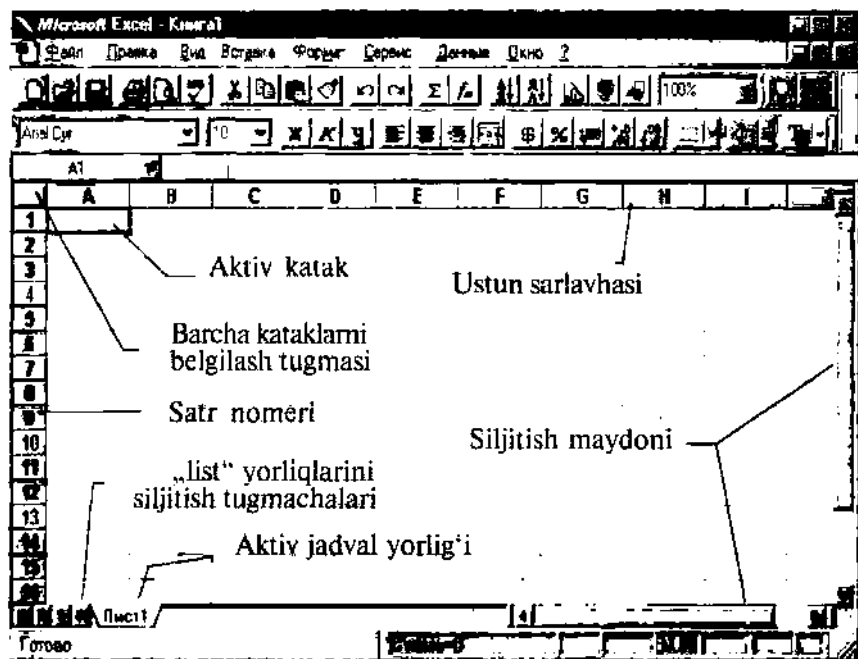 Microsoft Excel - Книга1
Файл Правка Вид Вставка Формат Сервис Данные Окно ?
100%
Arial Cyr 10 Ж К Ч
A1
A B C D E F G H I
1
2
3
4
5
6
7
8
9
10
11
12
13
14
15
16
Aktiv katak
Ustun sarlavhasi
Barcha kataklarni
belgilash tugmasi
Satr nomeri
Siljitish maydoni
„list“ yorliqlarini
siljitish tugmachalari
Aktiv jadval yorlig‘i
Лист1
Готово